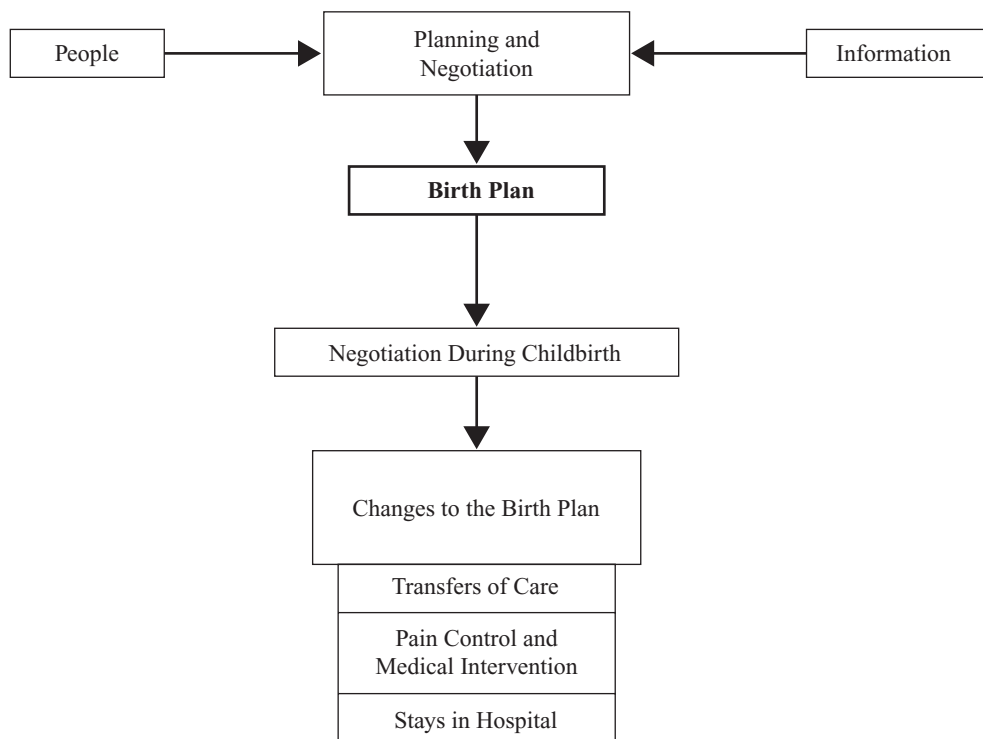 People
Planning and
Negotiation
Information
Birth Plan
Negotiation During Childbirth
Changes to the Birth Plan
Transfers of Care
Pain Control and
Medical Intervention
Stays in Hospital